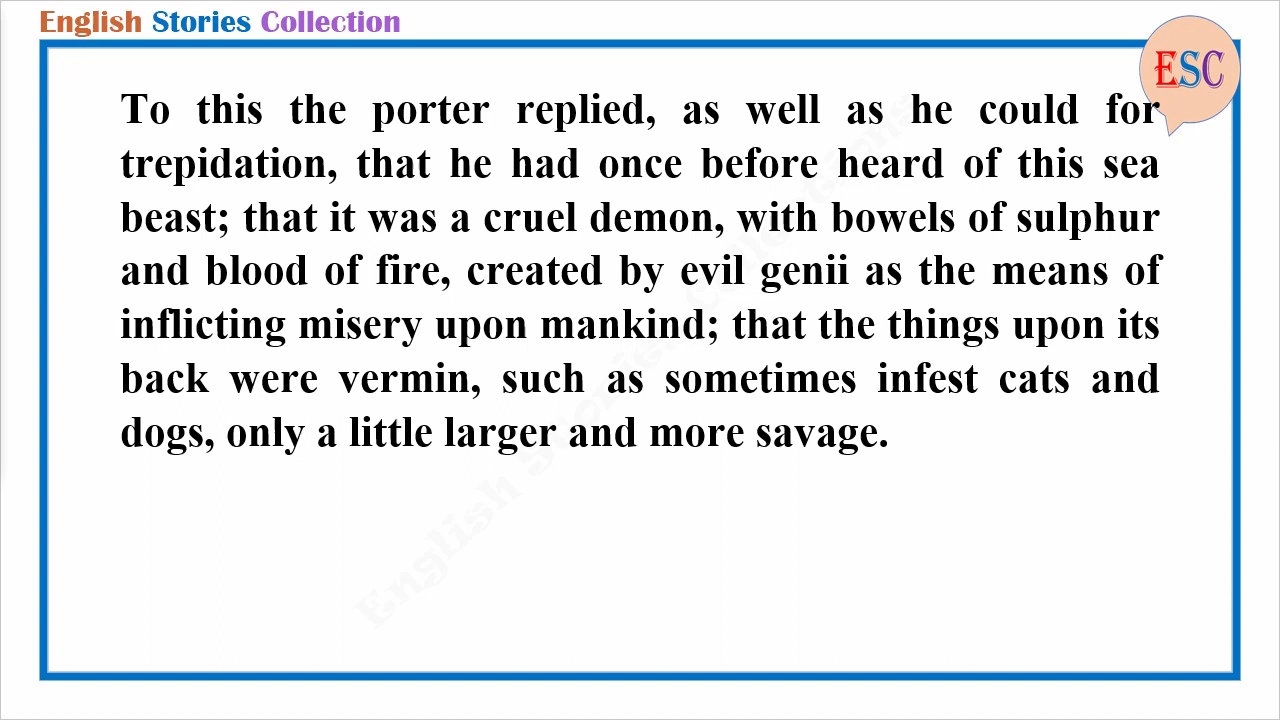 English Stories Collection
ESC
To this the porter replied, as well as he could for
trepidation, that he had once before heard of this sea
beast; that it was a cruel demon, with bowels of sulphur
and blood of fire, created by evil genii as the means of
inflicting misery upon mankind; that the things upon its
back were vermin, such as sometimes infest cats and
dogs, only a little larger and more savage.
English Stories Collections